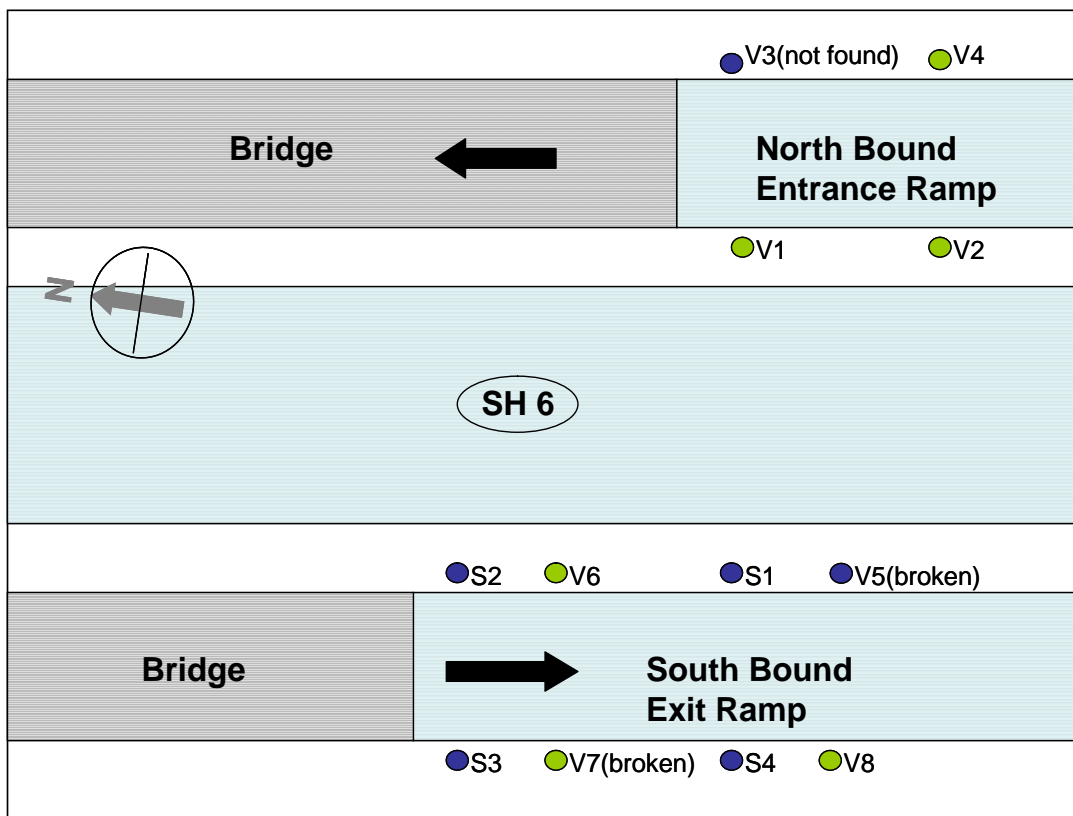 V3(not found) V4
Bridge
North Bound
Entrance Ramp
V1 V2
N
SH 6
S2 V6 S1 V5(broken)
Bridge
South Bound
Exit Ramp
S3 V7(broken) S4 V8